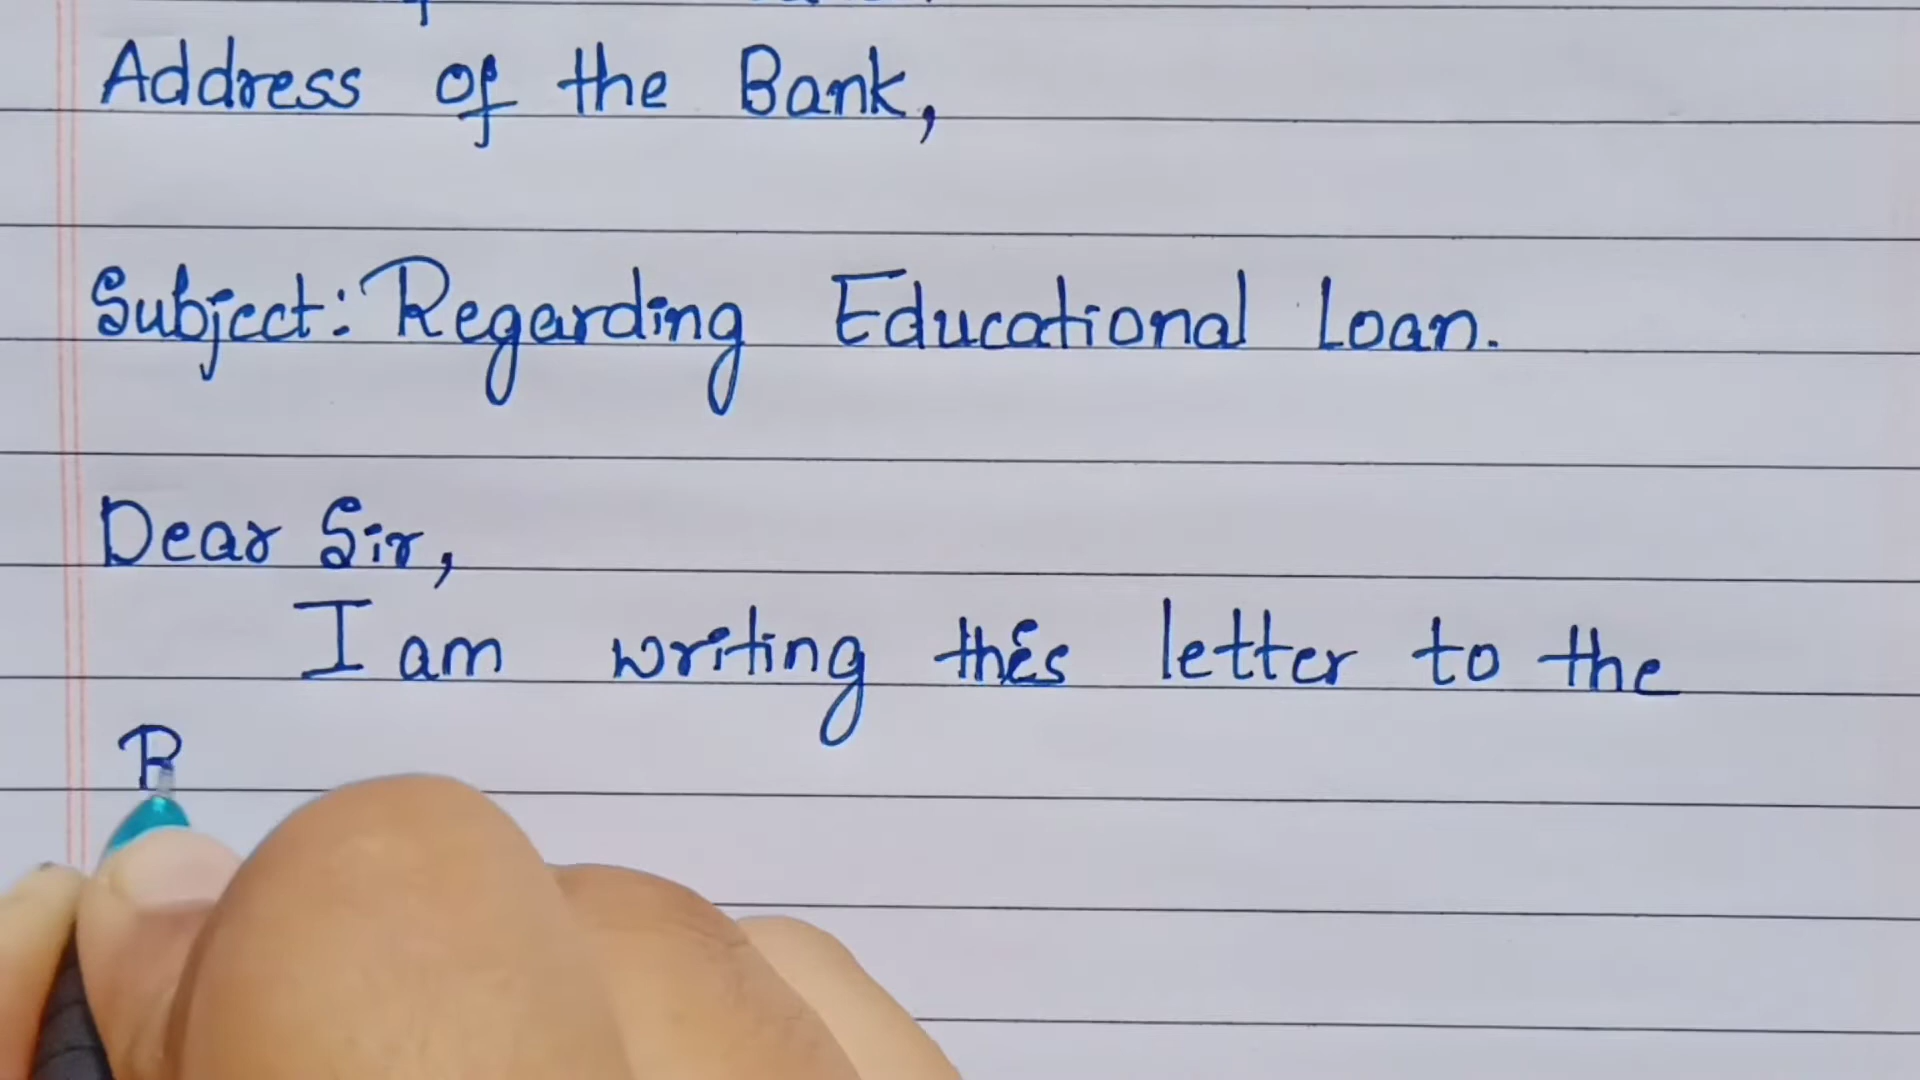 Address of the Bank,
Subject: Regarding Educational Loan.
Dear Sir,
I am writing this letter to the
B